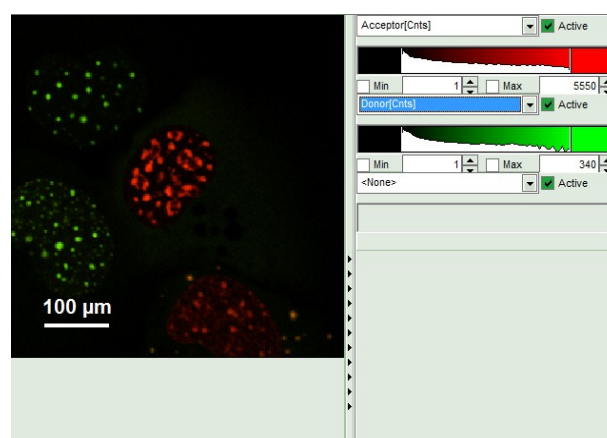 Acceptor[Cnts]
Active
Min 1 Max 5550
Donor[Cnts]
Active
Min 1 Max 340
<None>
Active
100 µm